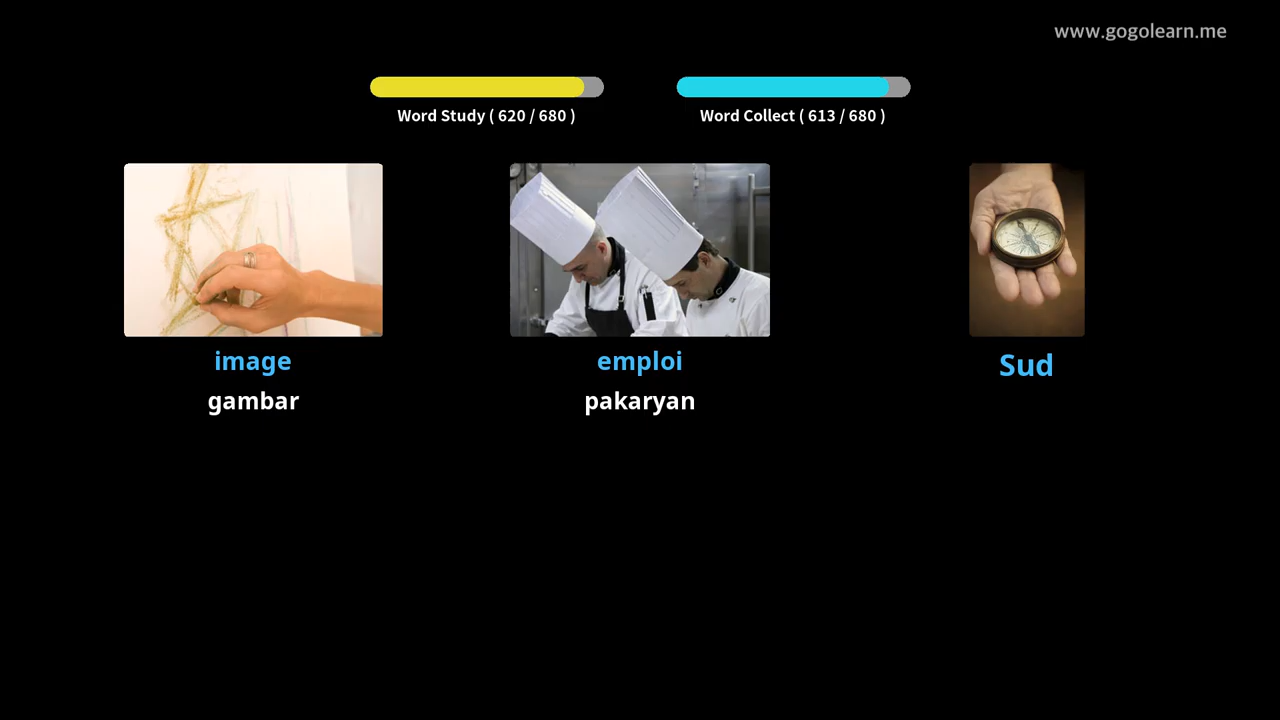 www.gogolearn.me
Word Study ( 620 / 680 )
Word Collect ( 613 / 680 )
image
gambar
emploi
pakaryan
Sud